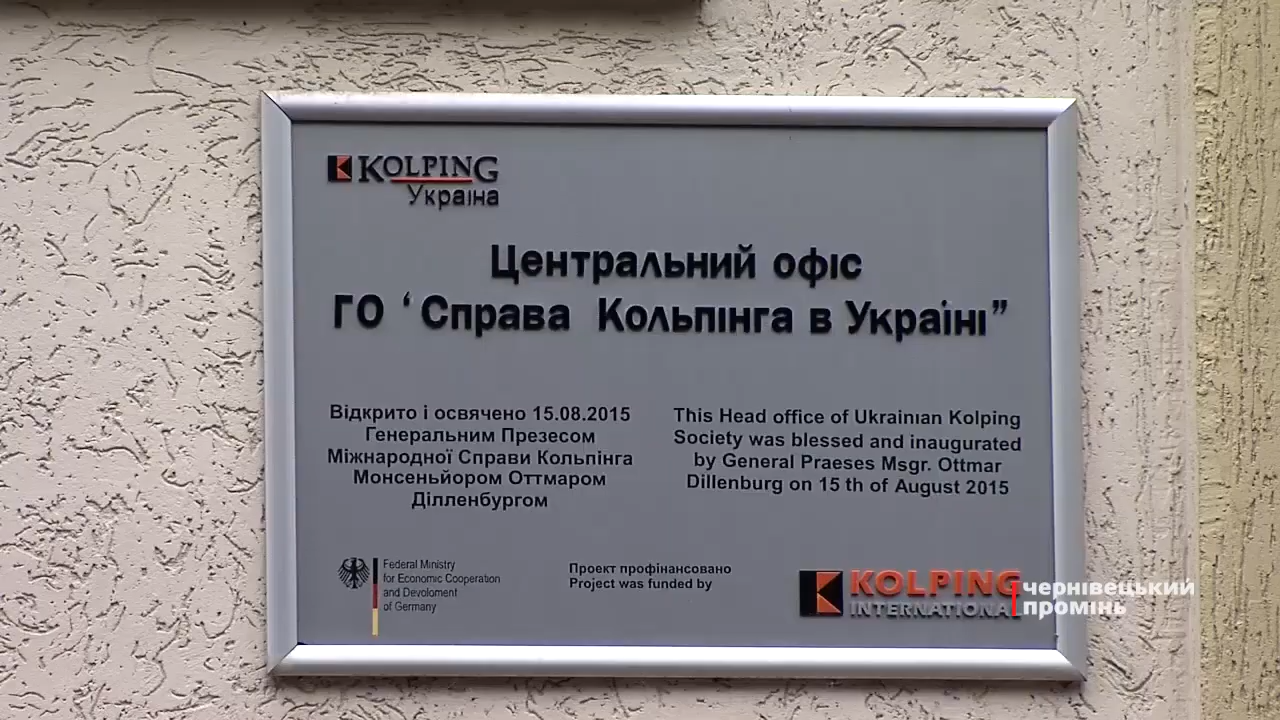 KOLPING
Україна
Центральний офіс
ГО ‘ Справа Кольпінга в Україні”
Відкрито і освячено 15.08.2015
Генеральним Презесом
Міжнародної Справи Кольпінга
Монсеньйором Оттмаром
Ділленбургом
This Head office of Ukrainian Kolping
Society was blessed and inaugurated
by General Praeses Msgr. Ottmar
Dillenburg on 15 th of August 2015
Federal Ministry
for Economic Cooperation
and Devoloment
of Germany
Проект профінансовано
Project was funded by
KOLPING
INTERNATIONAL
чернівецький
промінь